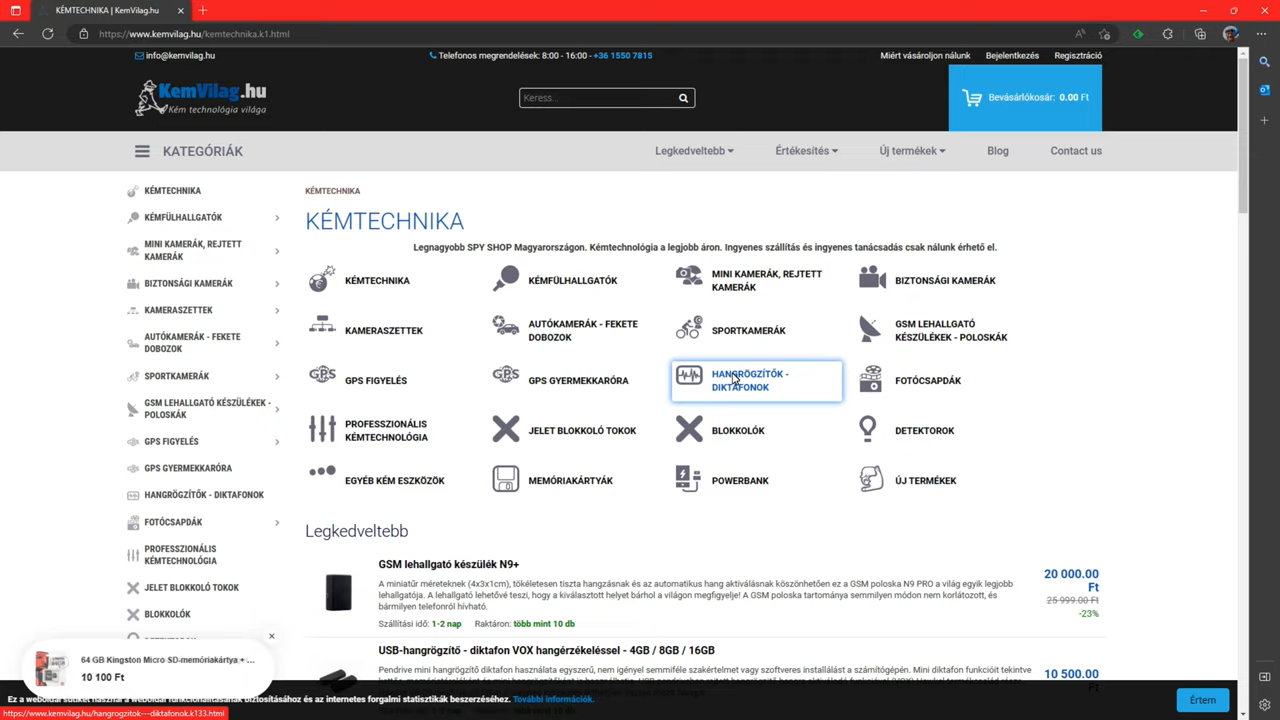 KÉMTECHNIKA | KemVilag.hu
https://www.kemvilag.hu/kemtechnika.k1.html
info@kemvilag.hu
Telefonos megrendelések: 8:00 - 16:00 - +36 1550 7815
Miért vásároljon nálunk Bejelentkezés Regisztráció
KemVilag.hu
Kém technológia világa
Keress...
Bevásárlókosár: 0.00 Ft
KATEGÓRIÁK
Legkedveltebb Értékesítés Új termékek Blog Contact us
KÉMTECHNIKA
KÉMFÜLHALLGATÓK
MINI KAMERÁK, REJTETT
KAMERÁK
BIZTONSÁGI KAMERÁK
KAMERASZETTEK
AUTÓKAMERÁK - FEKETE
DOBOZOK
SPORTKAMERÁK
GSM LEHALLGATÓ KÉSZÜLÉKEK -
POLOSKÁK
GPS FIGYELÉS
GPS GYERMEKKARÓRA
HANGRÖGZÍTŐK - DIKTAFONOK
FOTÓCSAPDÁK
PROFESSZIONÁLIS
KÉMTECHNOLÓGIA
JELET BLOKKOLÓ TOKOK
BLOKKOLÓK
KÉMTECHNIKA
KÉMTECHNIKA
Legnagyobb SPY SHOP Magyarországon. Kémtechnológia a legjobb áron. Ingyenes szállítás és ingyenes tanácsadás csak nálunk érhető el.
KÉMTECHNIKA
KÉMFÜLHALLGATÓK
MINI KAMERÁK, REJTETT
KAMERÁK
BIZTONSÁGI KAMERÁK
KAMERASZETTEK
AUTÓKAMERÁK - FEKETE
DOBOZOK
SPORTKAMERÁK
GSM LEHALLGATÓ
KÉSZÜLÉKEK - POLOSKÁK
GPS FIGYELÉS
GPS GYERMEKKARÓRA
HANGRÖGZÍTŐK -
DIKTAFONOK
FOTÓCSAPDÁK
PROFESSZIONÁLIS
KÉMTECHNOLÓGIA
JELET BLOKKOLÓ TOKOK
BLOKKOLÓK
DETEKTOROK
EGYÉB KÉM ESZKÖZÖK
MEMÓRIAKÁRTYÁK
POWERBANK
ÚJ TERMÉKEK
Legkedveltebb
GSM lehallgató készülék N9+
A miniatűr méreteknek (4x3x1cm), tökéletesen tiszta hangzásnak és az automatikus hang aktiválásnak köszönhetően ez a GSM poloska N9 PRO a világ egyik legjobb
lehallgatója. A lehallgató lehetővé teszi, hogy a kiválasztott helyet bárhol a világon megfigyelje! A GSM poloska tartománya semmilyen módon nem korlátozott, és
bármilyen telefonról hívható.
Szállítási idő: 1-2 nap Raktáron: több mint 10 db
20 000.00
Ft
25 999.00 Ft
-23%
USB-hangrögzítő - diktafon VOX hangérzékeléssel - 4GB / 8GB / 16GB
Pendrive mini hangrögzítő diktafon használata egyszerű, nem igényel semmiféle szakértelmet vagy szoftveres installást a számítógépén. Mini diktafon funkcióit tekintve
10 500.00
Ft
64 GB Kingston Micro SD-memóriakártya + ...
10 100 Ft
Ez a weboldal sütiket használ a weboldal funkcionalitásának biztosításához és az internetes forgalmi statisztikák beszerzéséhez. További információk.
Értem
https://www.kemvilag.hu/hangrogzitok---diktafonok.k133.html